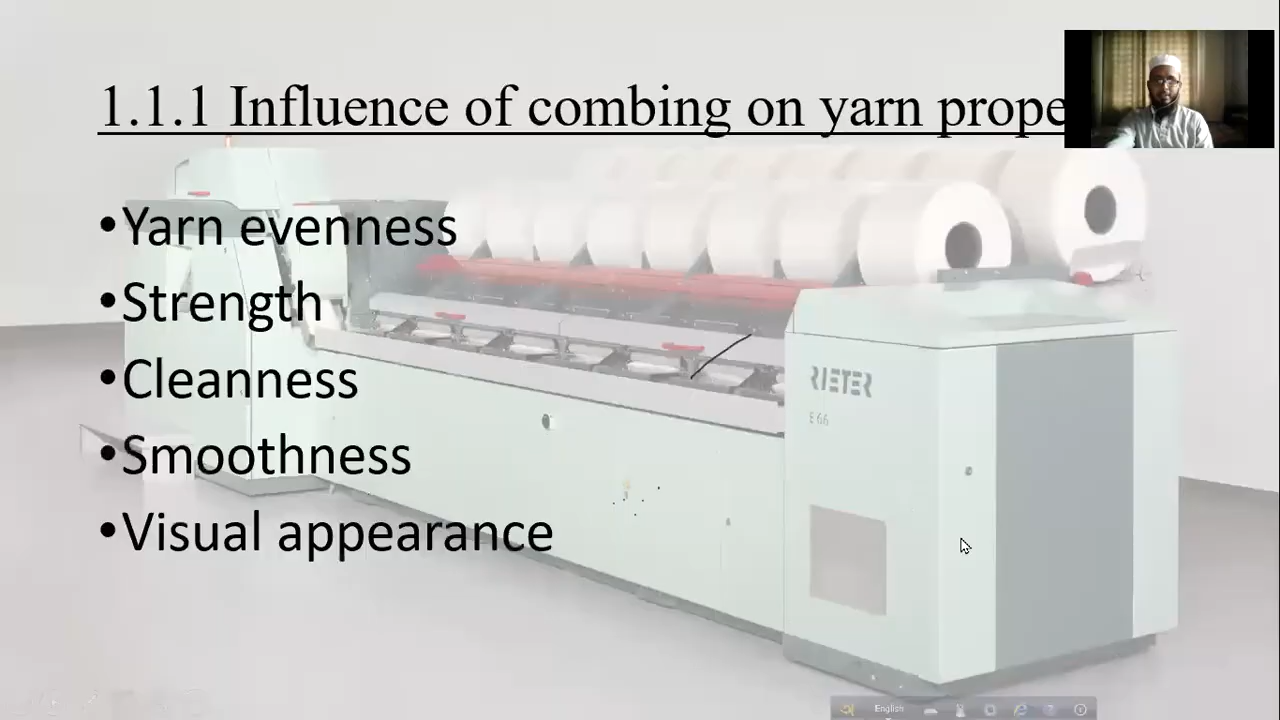 1.1.1 Influence of combing on yarn prope
•Yarn evenness
•Strength
•Cleanness
•Smoothness
•Visual appearance
RIETER
E 66
English